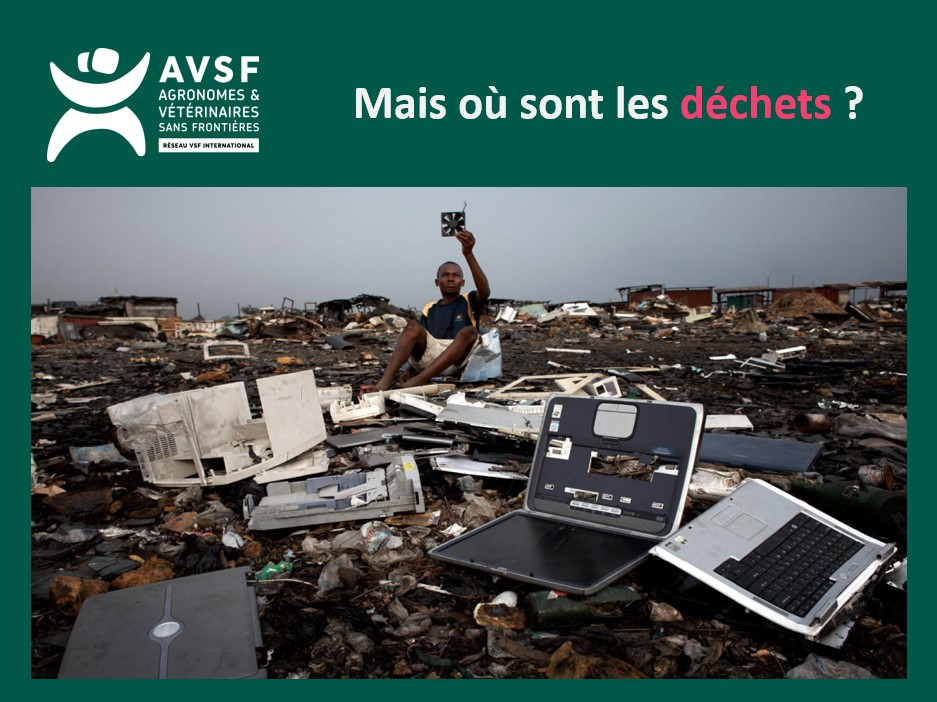 AVSF
AGRONOMES &
VÉTÉRINAIRES
SANS FRONTIÈRES
RÉSEAU VSF INTERNATIONAL
Mais où sont les déchets ?